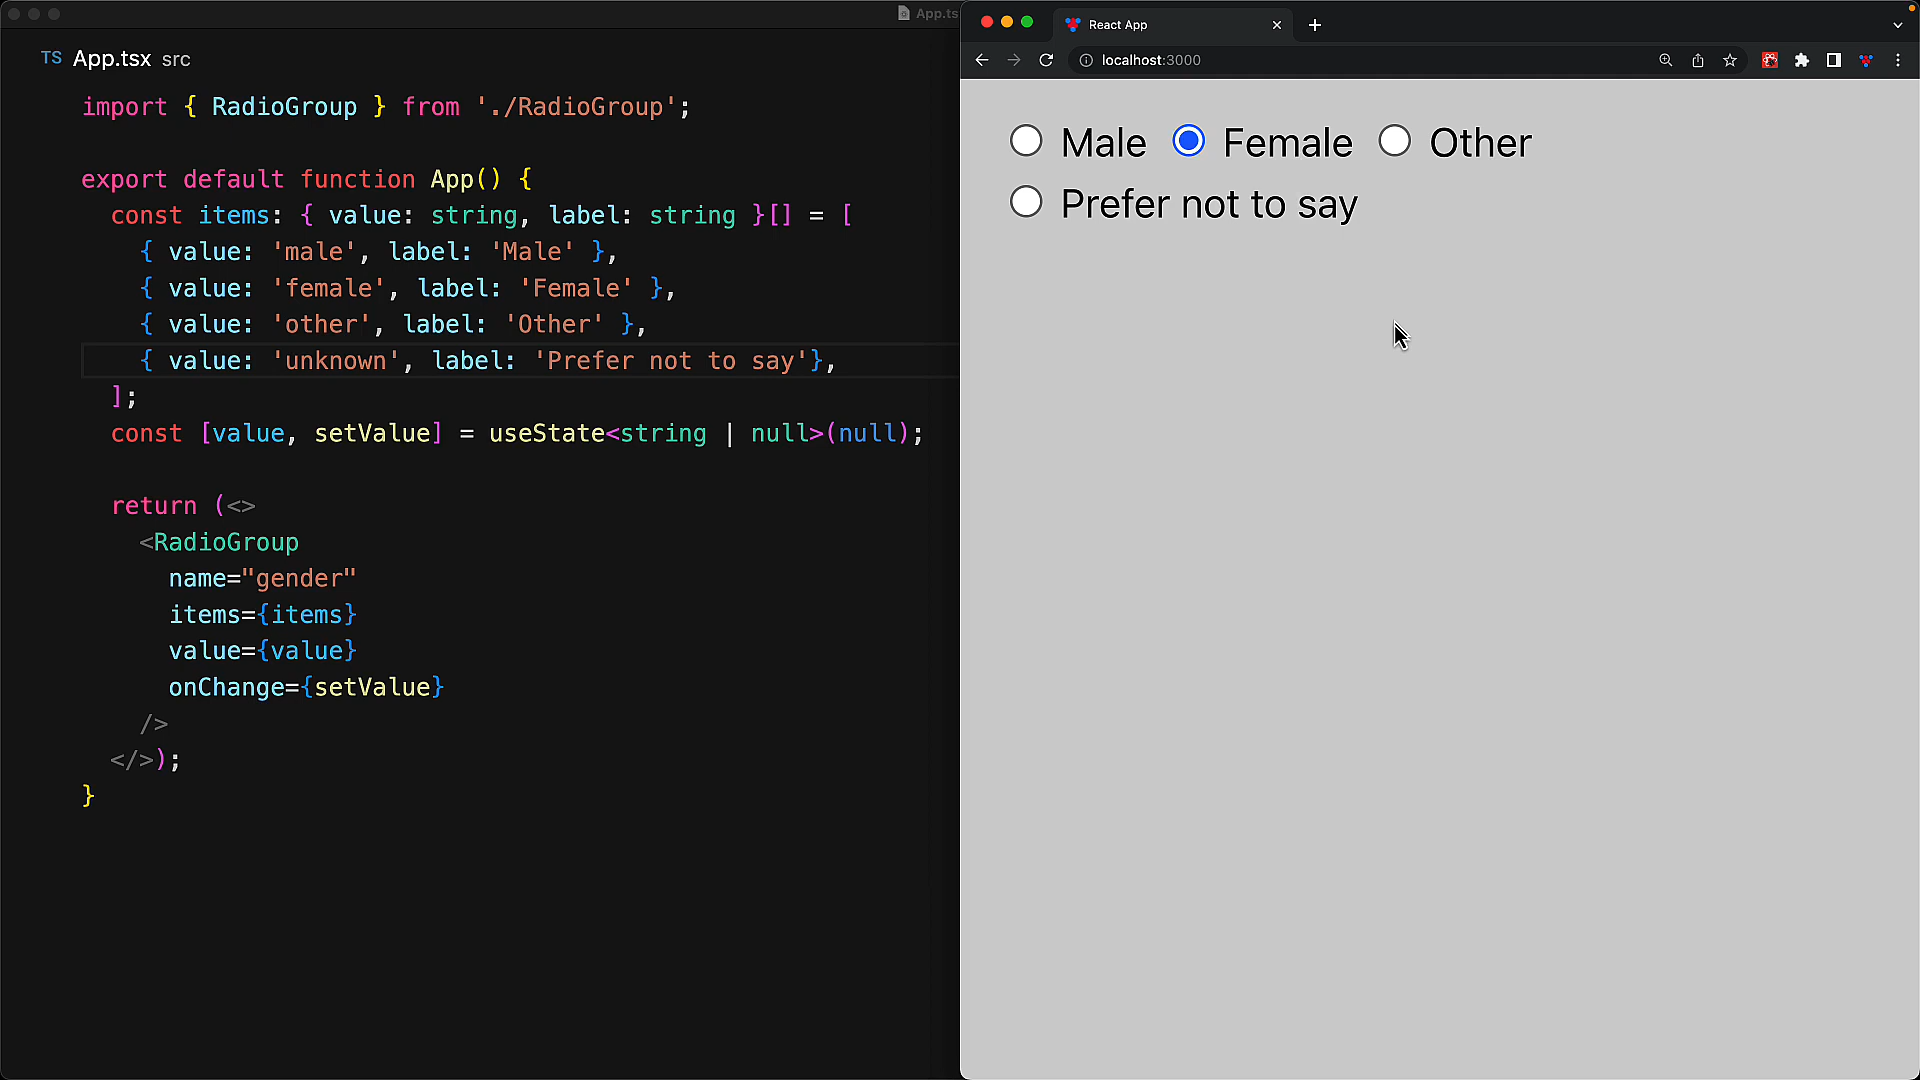 App.ts
TS App.tsx src
import { RadioGroup } from './RadioGroup';
export default function App() {
const items: { value: string, label: string }[] = [
{ value: 'male', label: 'Male' },
{ value: 'female', label: 'Female' },
{ value: 'other', label: 'Other' },
{ value: 'unknown', label: 'Prefer not to say'},
];
const [value, setValue] = useState<string | null>(null);
return (<>
<RadioGroup
name="gender"
items={items}
value={value}
onChange={setValue}
/>
</>);
}
React App
localhost:3000
Male Female Other
Prefer not to say